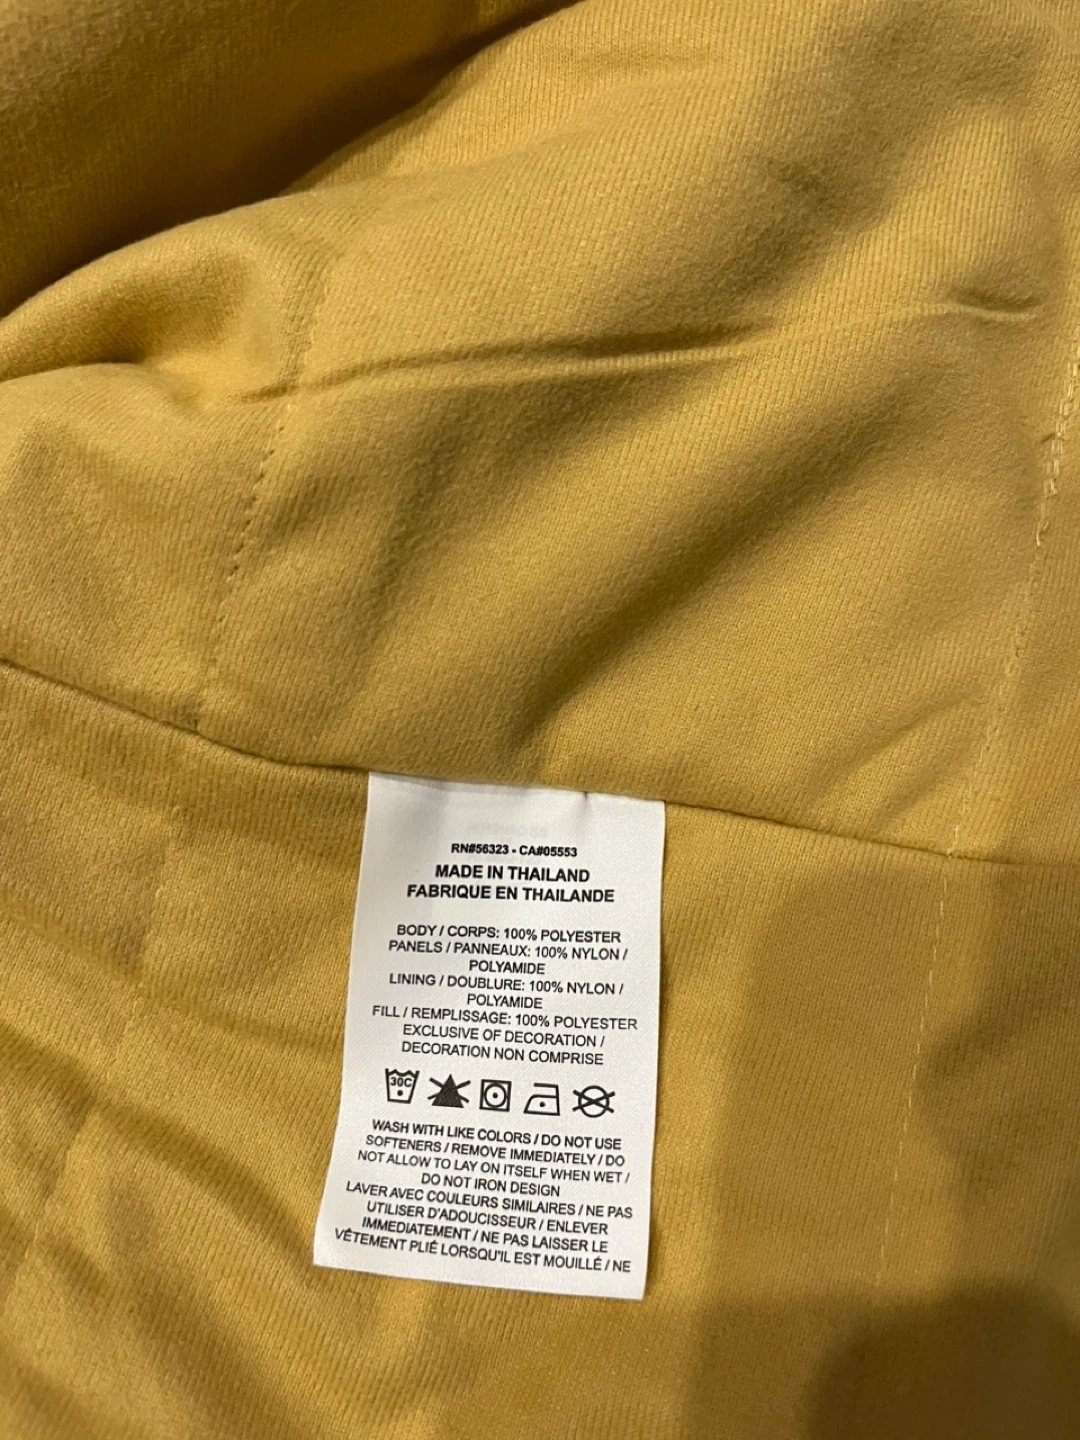 RN#56323 - CA#05553
MADE IN THAILAND
FABRIQUE EN THAILANDE
BODY / CORPS: 100% POLYESTER
PANELS / PANNEAUX: 100% NYLON /
POLYAMIDE
LINING / DOUBLURE: 100% NYLON /
POLYAMIDE
FILL / REMPLISSAGE: 100% POLYESTER
EXCLUSIVE OF DECORATION /
DECORATION NON COMPRISE
30C
WASH WITH LIKE COLORS / DO NOT USE
SOFTENERS / REMOVE IMMEDIATELY / DO
NOT ALLOW TO LAY ON ITSELF WHEN WET /
DO NOT IRON DESIGN
LAVER AVEC COULEURS SIMILAIRES / NE PAS
UTILISER D'ADOUCISSEUR / ENLEVER
IMMEDIATEMENT / NE PAS LAISSER LE
VÊTEMENT PLIÉ LORSQU'IL EST MOUILLÉ / NE